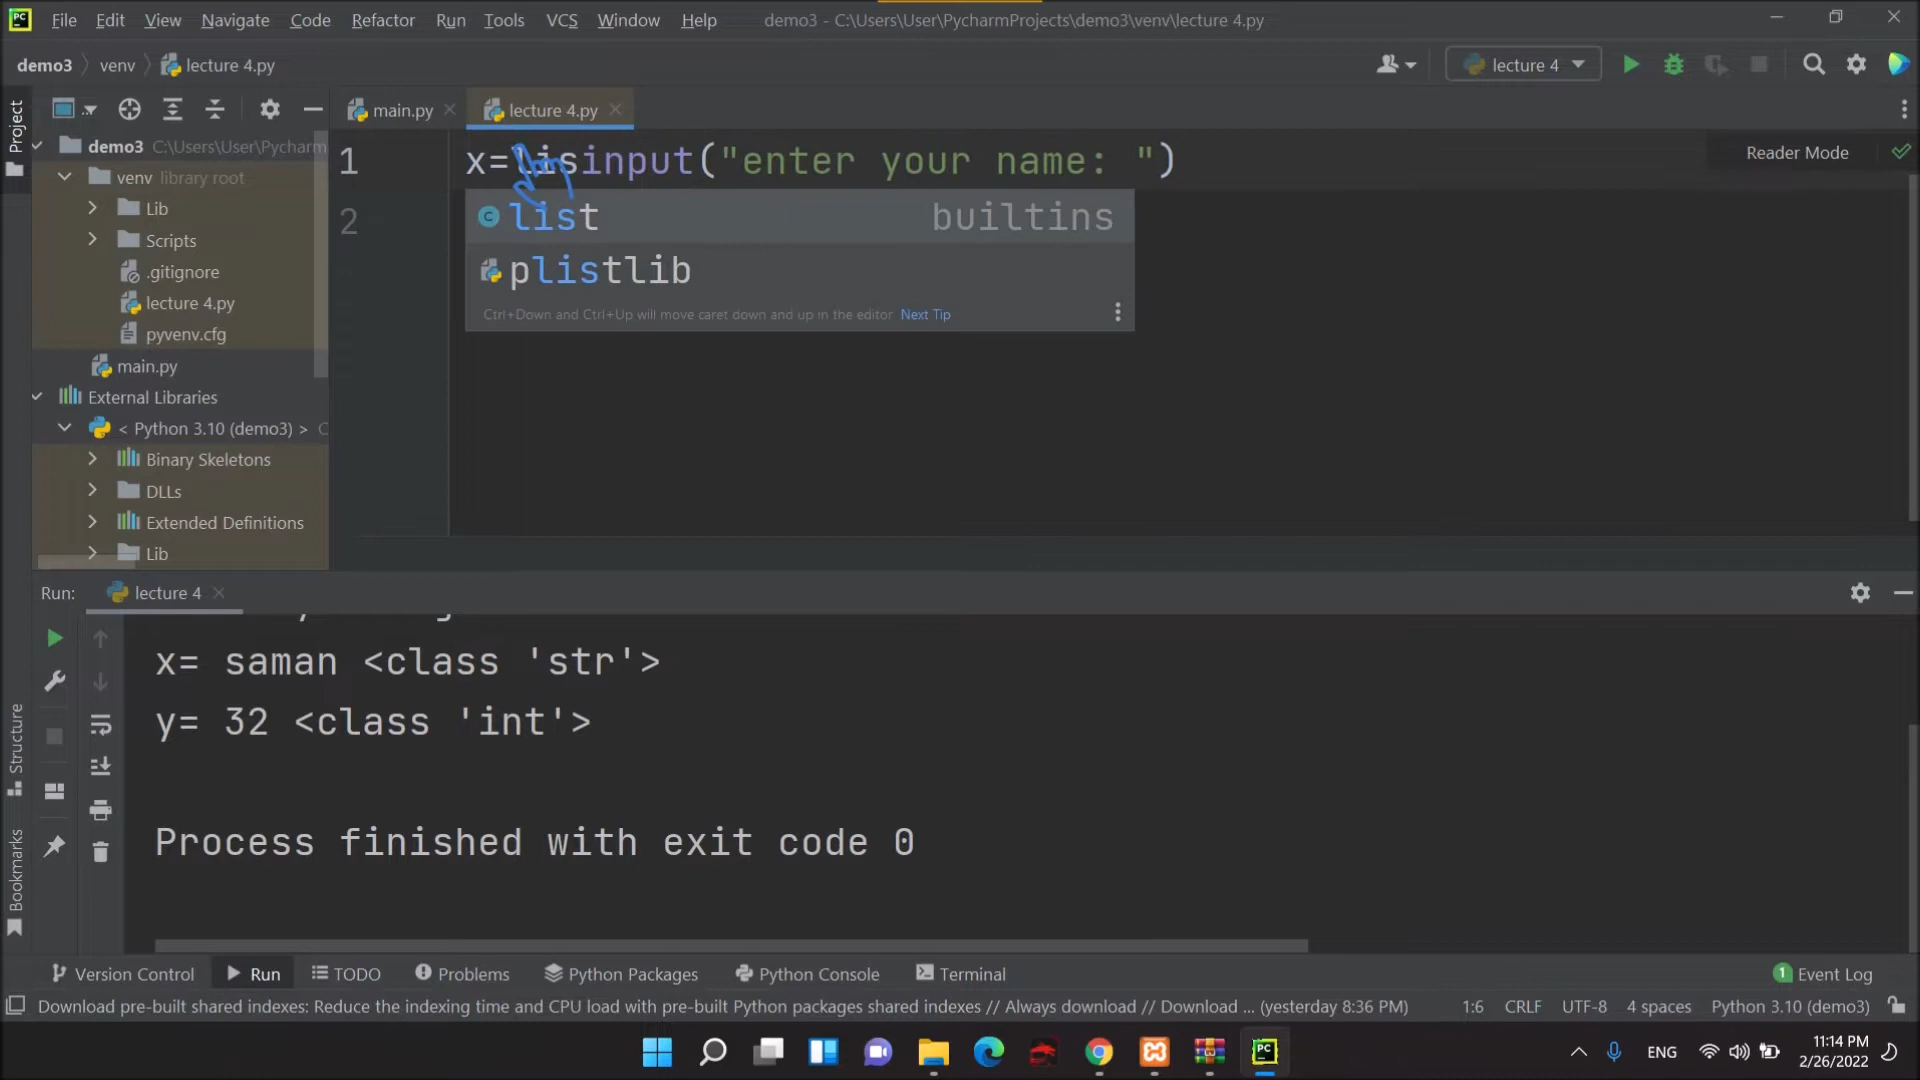 File Edit View Navigate Code Refactor Run Tools VCS Window Help demo3 - C:\Users\User\PycharmProjects\demo3\venv\lecture 4.py
demo3 venv lecture 4.py
lecture 4
Project
main.py
lecture 4.py
demo3 C:\Users\User\Pycharm
venv library root
Lib
Scripts
.gitignore
lecture 4.py
pyvenv.cfg
main.py
External Libraries
< Python 3.10 (demo3) > C
Binary Skeletons
DLLs
Extended Definitions
Lib
1 x=lisinput("enter your name: ")
Reader Mode
2
list builtins
plistlib
Ctrl+Down and Ctrl+Up will move caret down and up in the editor Next Tip
Run: lecture 4
x= saman <class 'str'>
y= 32 <class 'int'>
Process finished with exit code 0
Structure
Bookmarks
Version Control Run TODO Problems Python Packages Python Console Terminal 1 Event Log
Download pre-built shared indexes: Reduce the indexing time and CPU load with pre-built Python packages shared indexes // Always download // Download ... (yesterday 8:36 PM) 1:6 CRLF UTF-8 4 spaces Python 3.10 (demo3)
ENG
11:14 PM
2/26/2022